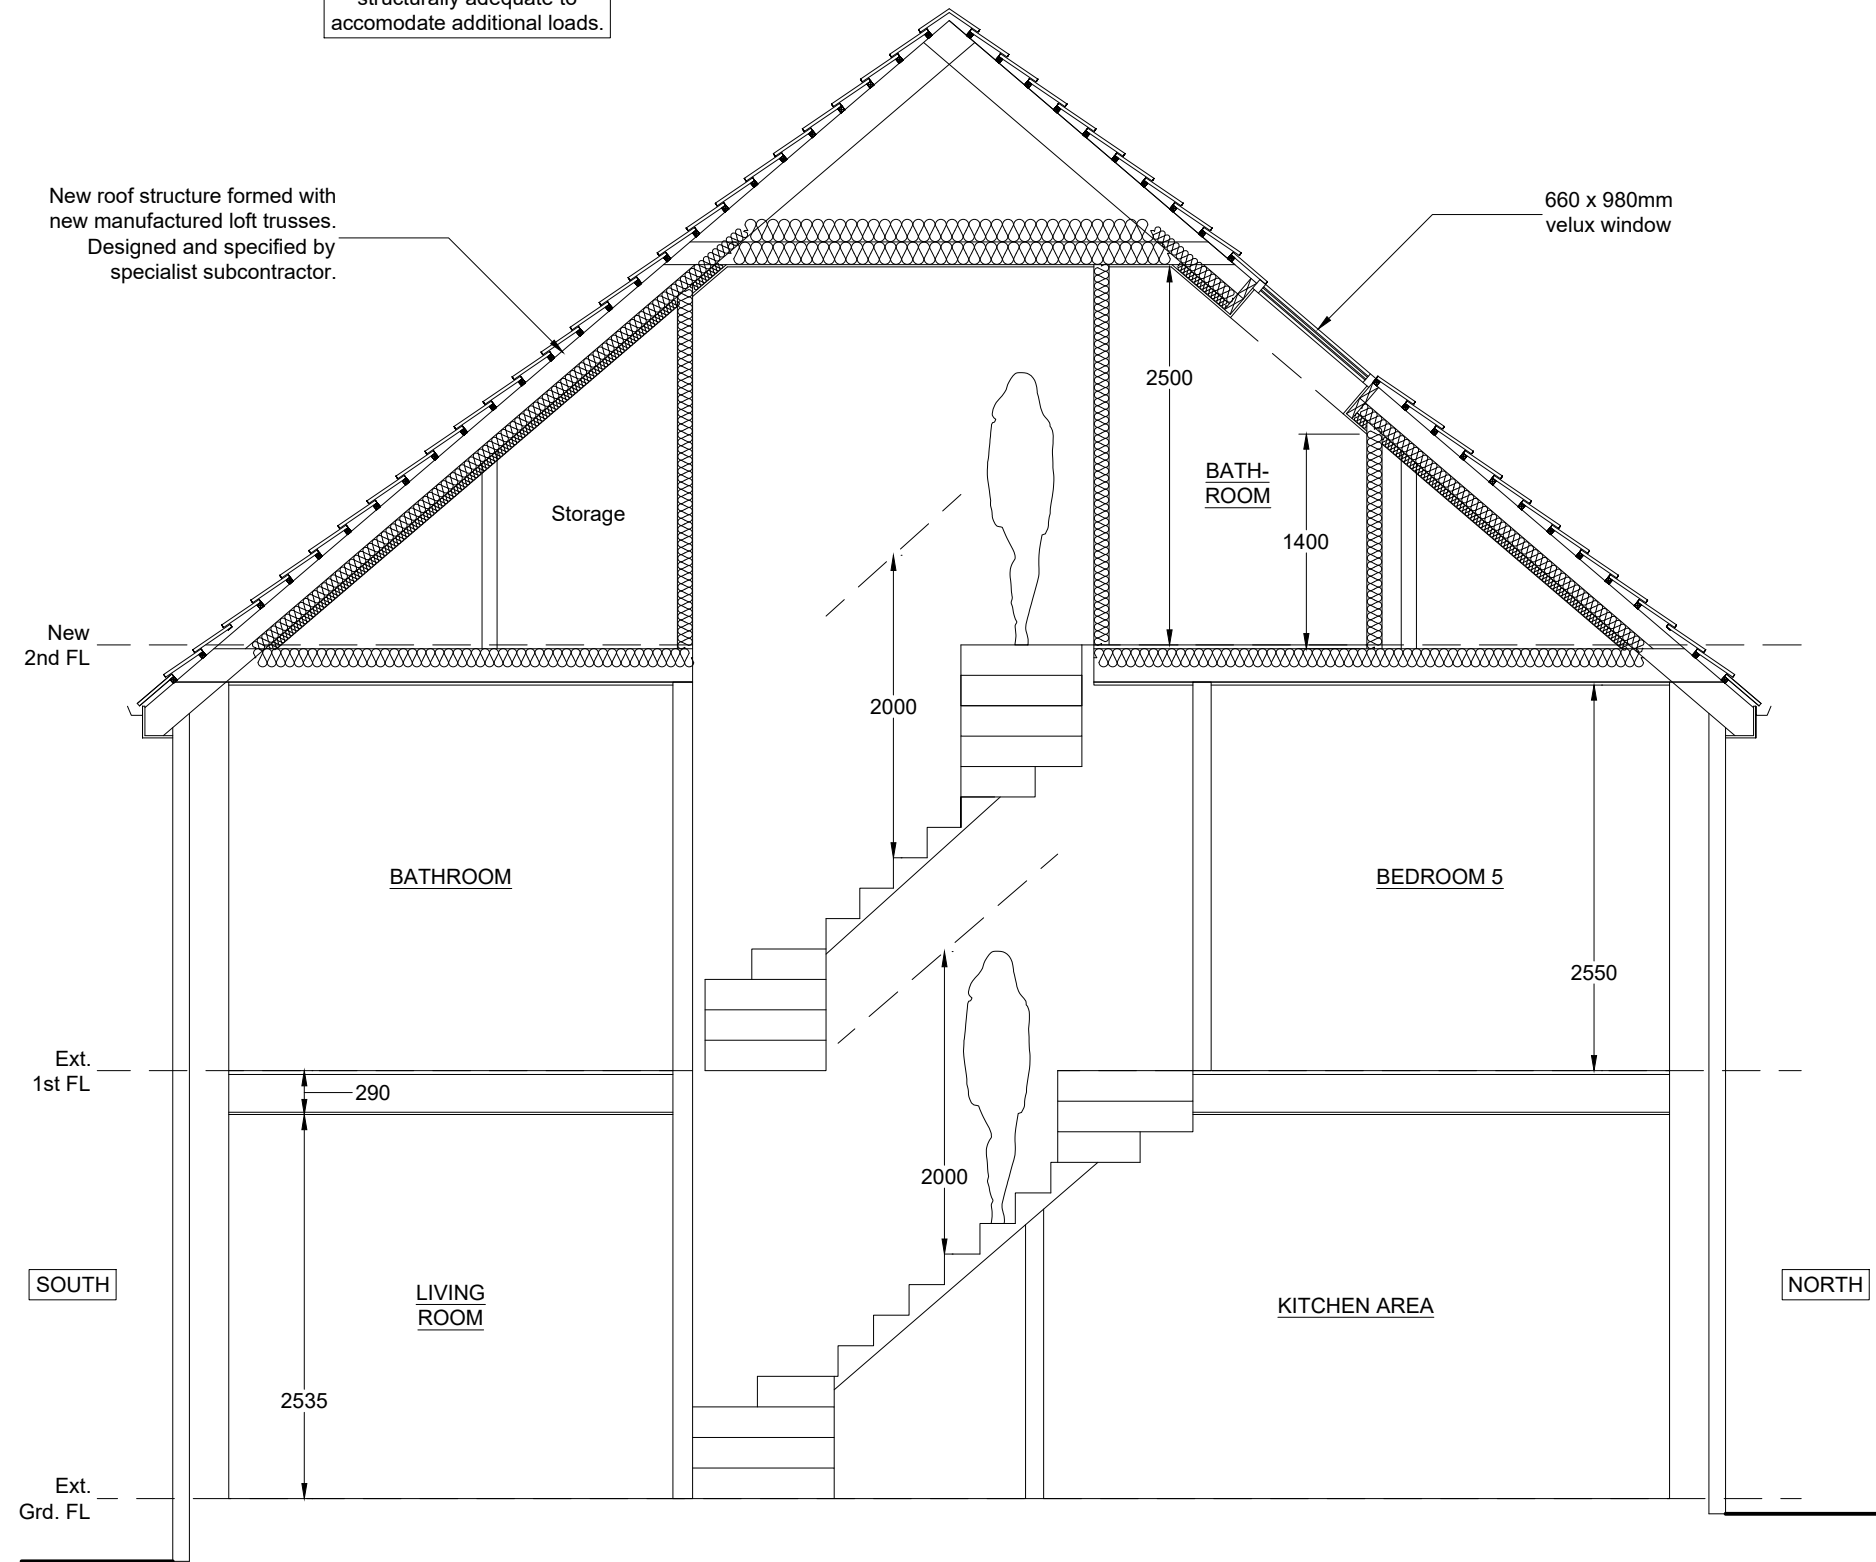 structurally adequate to
accomodate additional loads.
New roof structure formed with
new manufactured loft trusses.
Designed and specified by
specialist subcontractor.
660 x 980mm
velux window
2500
BATH-
ROOM
1400
Storage
New
2nd FL
2000
BATHROOM
BEDROOM 5
2550
Ext.
1st FL
290
2000
SOUTH
LIVING
ROOM
KITCHEN AREA
NORTH
2535
Ext.
Grd. FL